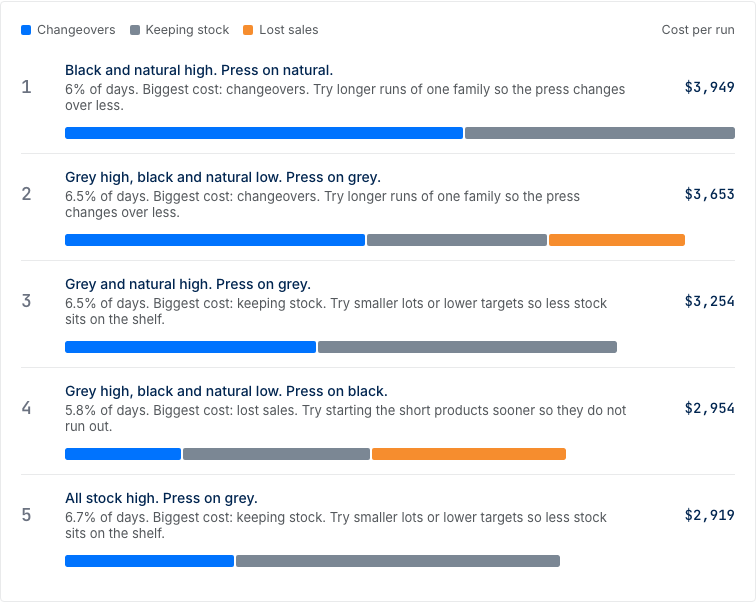 Changeovers Keeping stock Lost sales Cost per run
1 Black and natural high. Press on natural. $3,949
6% of days. Biggest cost: changeovers. Try longer runs of one family so the press changes
over less.
2 Grey high, black and natural low. Press on grey. $3,653
6.5% of days. Biggest cost: changeovers. Try longer runs of one family so the press
changes over less.
3 Grey and natural high. Press on grey. $3,254
6.5% of days. Biggest cost: keeping stock. Try smaller lots or lower targets so less stock
sits on the shelf.
4 Grey high, black and natural low. Press on black. $2,954
5.8% of days. Biggest cost: lost sales. Try starting the short products sooner so they do not
run out.
5 All stock high. Press on grey. $2,919
6.7% of days. Biggest cost: keeping stock. Try smaller lots or lower targets so less stock
sits on the shelf.